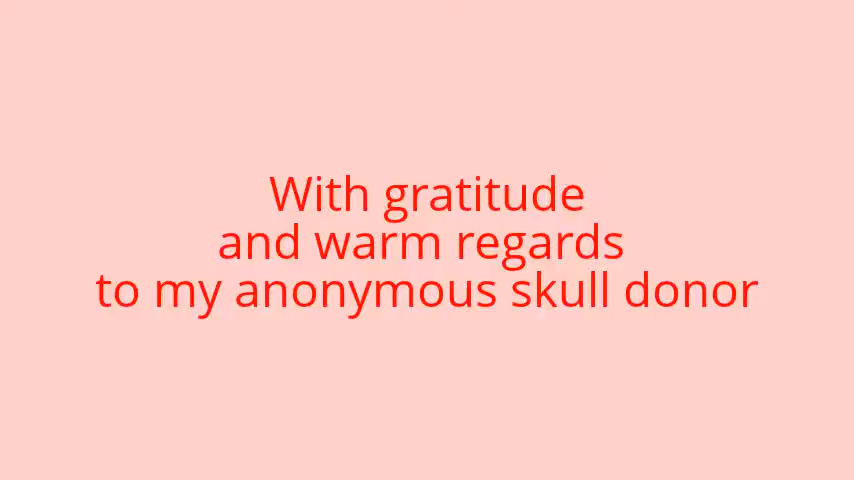 With gratitude
and warm regards
to my anonymous skull donor